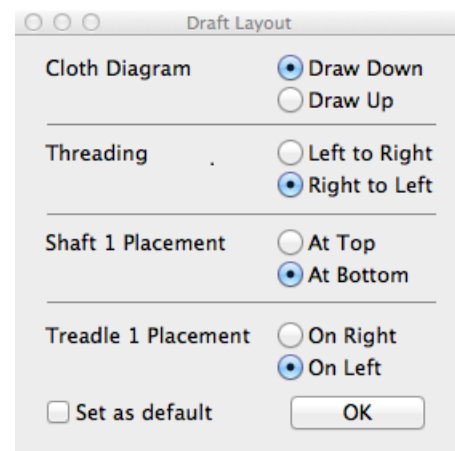 Draft Layout
Cloth Diagram Draw Down
Draw Up
Threading Left to Right
Right to Left
Shaft 1 Placement At Top
At Bottom
Treadle 1 Placement On Right
On Left
Set as default OK